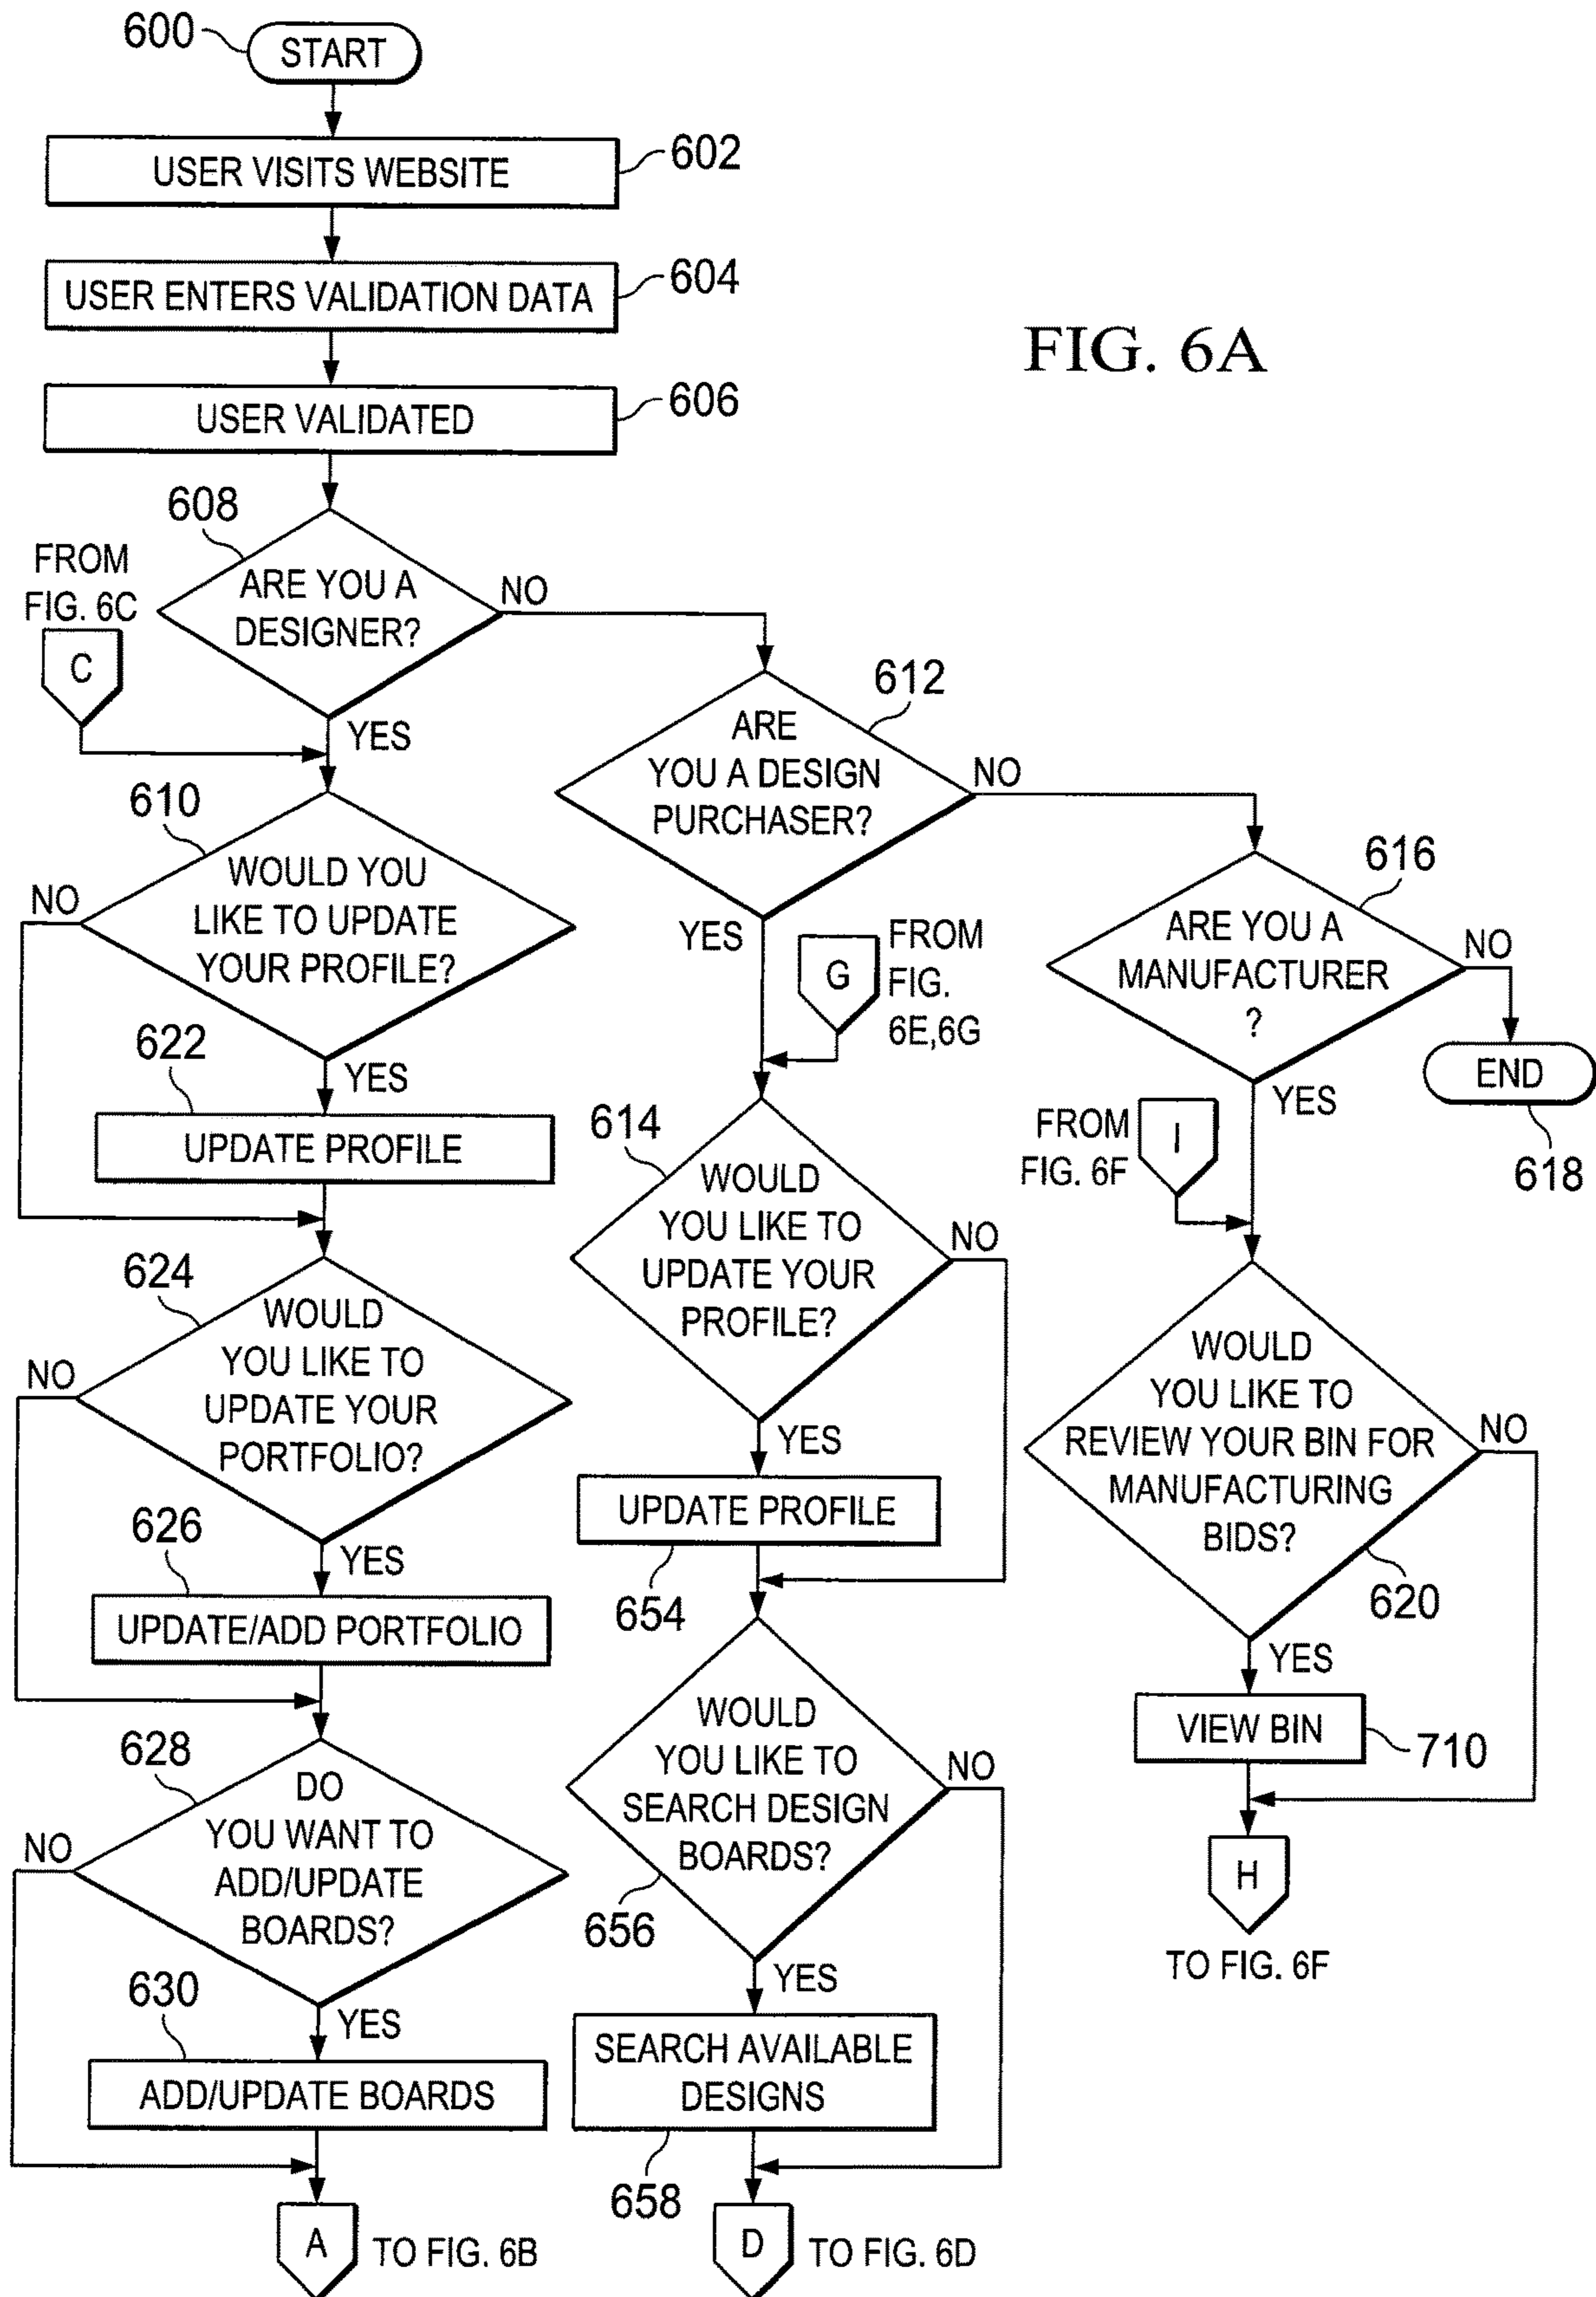 600
START
USER VISITS WEBSITE
602
USER ENTERS VALIDATION DATA
604
FIG. 6A
USER VALIDATED
606
608
ARE YOU A
DESIGNER?
NO
YES
FROM
FIG. 6C
C
610
WOULD YOU
LIKE TO UPDATE
YOUR PROFILE?
NO
YES
622
UPDATE PROFILE
624
WOULD
YOU LIKE TO
UPDATE YOUR
PORTFOLIO?
NO
YES
626
UPDATE/ADD PORTFOLIO
628
DO
YOU WANT TO
ADD/UPDATE
BOARDS?
NO
YES
630
ADD/UPDATE BOARDS
A
TO FIG. 6B
612
ARE
YOU A DESIGN
PURCHASER?
NO
YES
G
FROM
FIG.
6E,6G
614
WOULD
YOU LIKE TO
UPDATE YOUR
PROFILE?
NO
YES
UPDATE PROFILE
654
WOULD
YOU LIKE TO
SEARCH DESIGN
BOARDS?
NO
656
YES
SEARCH AVAILABLE
DESIGNS
658
D
TO FIG. 6D
616
ARE YOU A
MANUFACTURER
?
NO
END
618
YES
FROM
FIG. 6F
I
WOULD
YOU LIKE TO
REVIEW YOUR BIN FOR
MANUFACTURING
BIDS?
NO
620
YES
VIEW BIN
710
H
TO FIG. 6F